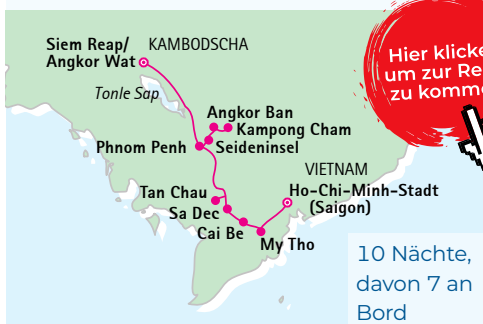 Siem Reap/
Angkor Wat
KAMBODSCHA
Tonle Sap
Angkor Ban
Kampong Cham
Phnom Penh
Seideninsel
VIETNAM
Tan Chau
Ho-Chi-Minh-Stadt
(Saigon)
Sa Dec
Cai Be
My Tho
Hier klicke
um zur Re
zu komme
10 Nächte,
davon 7 an
Bord